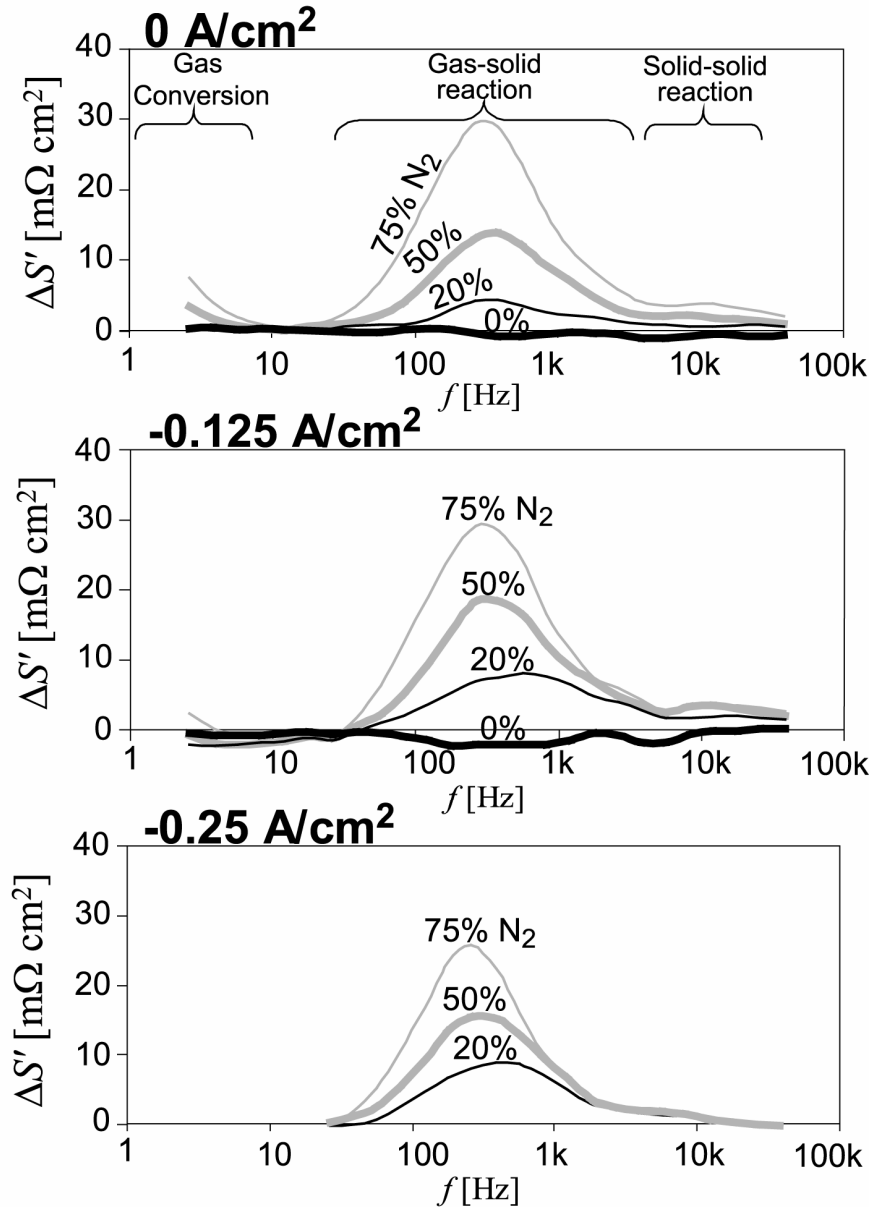 0 A/cm²
40
30
20
10
0
ΔS′ [mΩ cm²]
Gas
Conversion
Gas-solid
reaction
Solid-solid
reaction
75% N₂
50%
20%
0%
1
10
100
1k
10k
100k
f [Hz]
-0.125 A/cm²
40
30
20
10
0
ΔS′ [mΩ cm²]
75% N₂
50%
20%
0%
1
10
100
1k
10k
100k
f [Hz]
-0.25 A/cm²
40
30
20
10
0
ΔS′ [mΩ cm²]
75% N₂
50%
20%
1
10
100
1k
10k
100k
f [Hz]